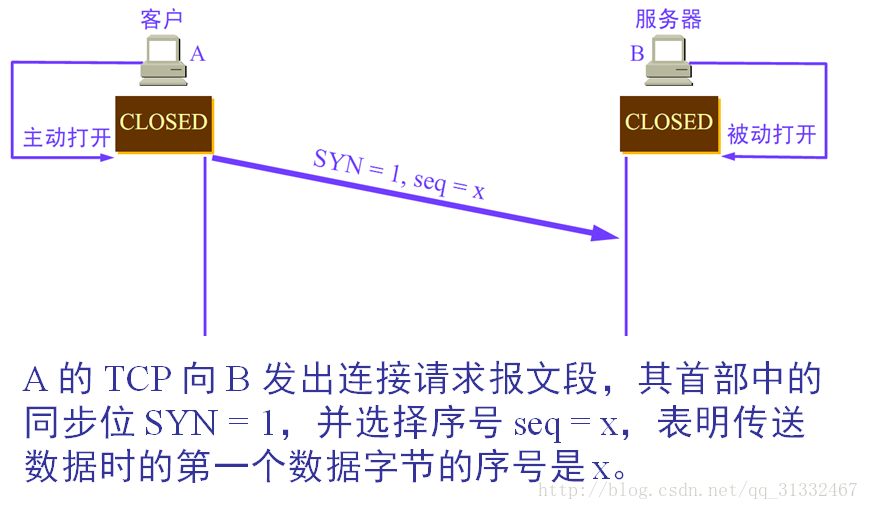 客户
服务器
A
B
CLOSED
CLOSED
主动打开
被动打开
SYN = 1, seq = x
A 的 TCP 向 B 发出连接请求报文段，其首部中的
同步位 SYN = 1，并选择序号 seq = x，表明传送
数据时的第一个数据字节的序号是 x。
http://blog.csdn.net/qq_31332467